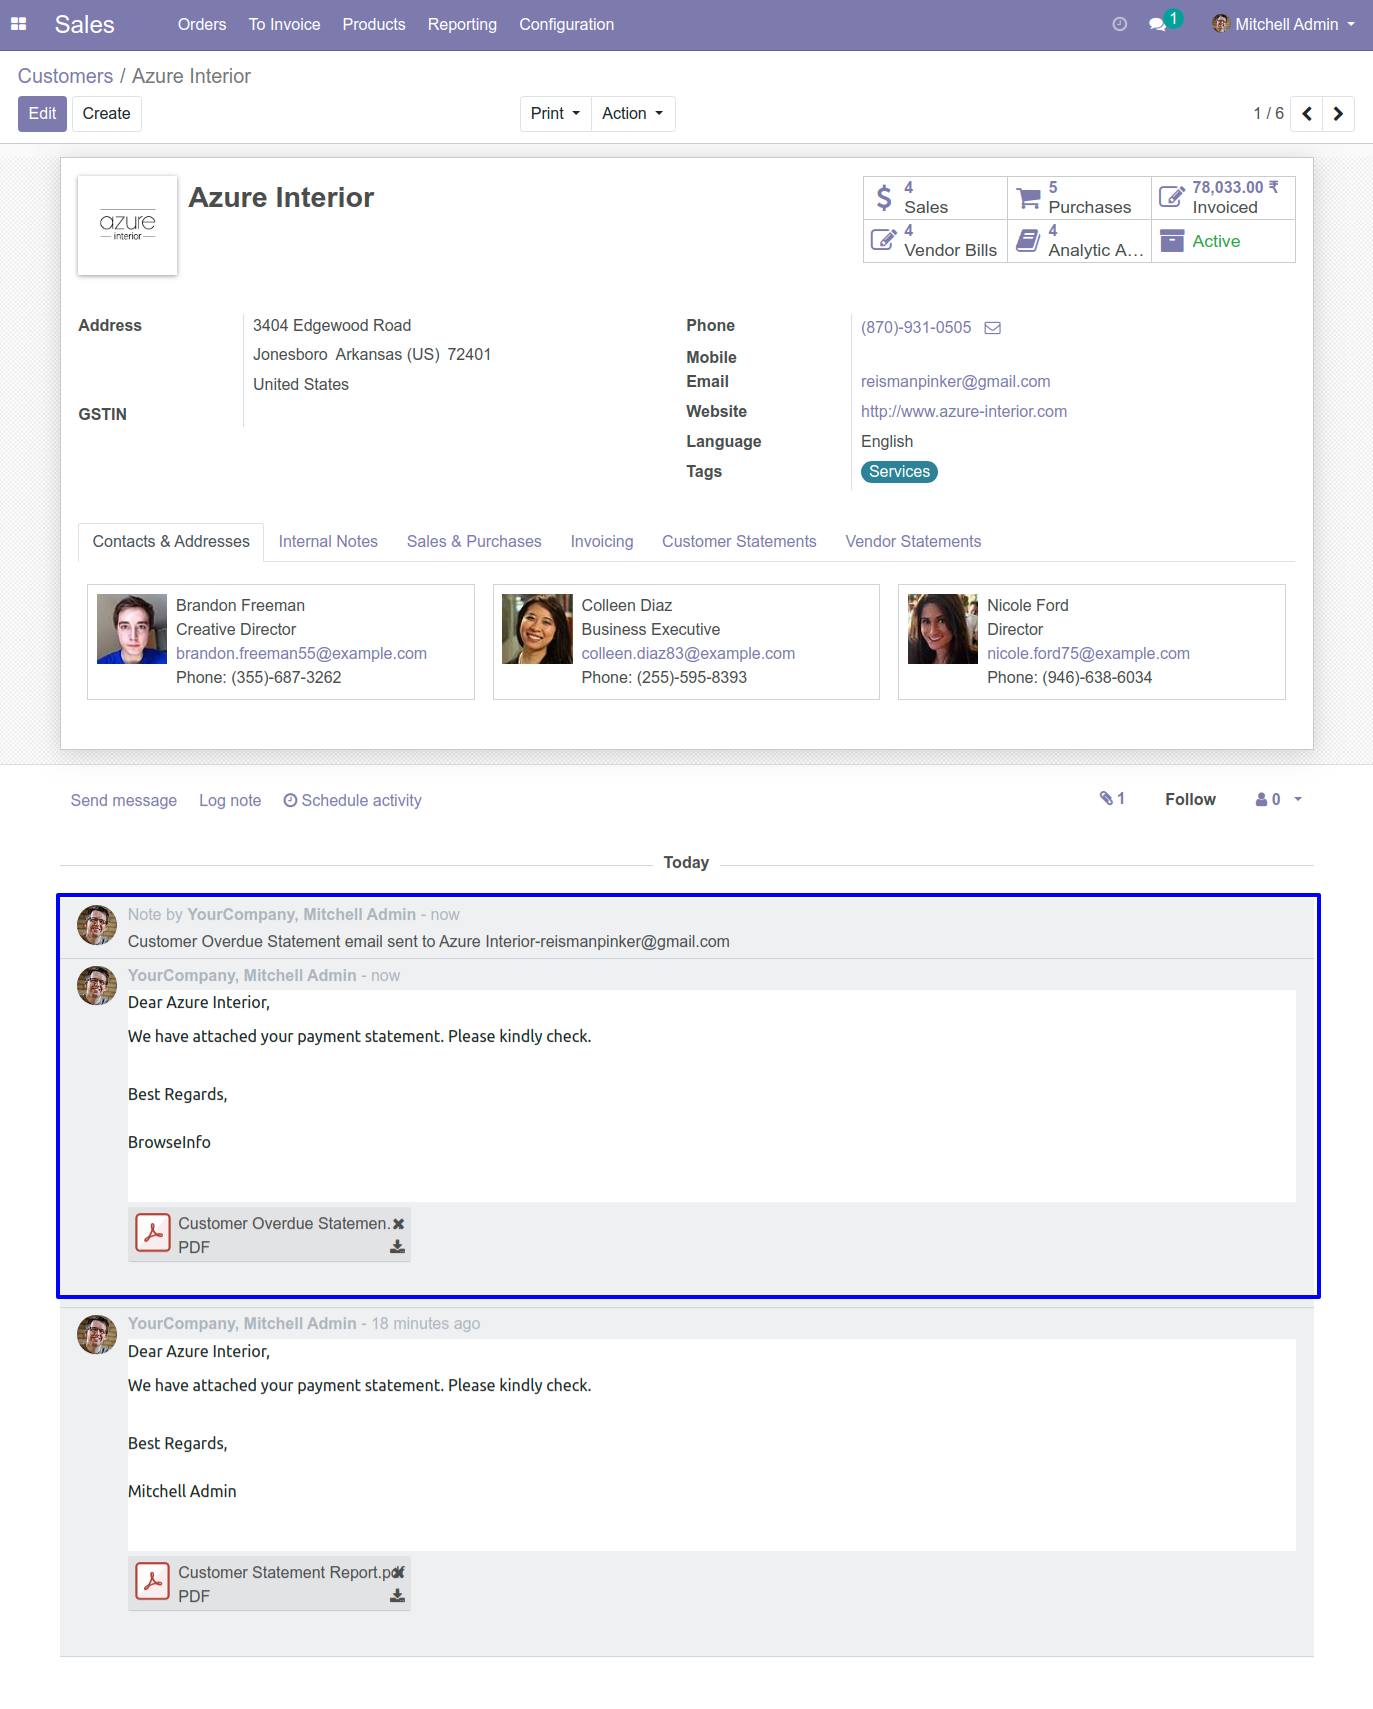 Sales Orders To Invoice Products Reporting Configuration 1 Mitchell Admin
Customers / Azure Interior
Edit Create Print Action 1 / 6
azure
interior
Azure Interior
4
Sales
5
Purchases
78,033.00 ₹
Invoiced
4
Vendor Bills
4
Analytic A...
Active
Address
3404 Edgewood Road
Jonesboro Arkansas (US) 72401
United States
GSTIN
Phone (870)-931-0505
Mobile
Email reismanpinker@gmail.com
Website http://www.azure-interior.com
Language English
Tags Services
Contacts & Addresses Internal Notes Sales & Purchases Invoicing Customer Statements Vendor Statements
Brandon Freeman
Creative Director
brandon.freeman55@example.com
Phone: (355)-687-3262
Colleen Diaz
Business Executive
colleen.diaz83@example.com
Phone: (255)-595-8393
Nicole Ford
Director
nicole.ford75@example.com
Phone: (946)-638-6034
Send message Log note Schedule activity 1 Follow 0
Today
Note by YourCompany, Mitchell Admin - now
Customer Overdue Statement email sent to Azure Interior-reismanpinker@gmail.com
YourCompany, Mitchell Admin - now
Dear Azure Interior,
We have attached your payment statement. Please kindly check.
Best Regards,
BrowseInfo
Customer Overdue Statemen.
PDF
YourCompany, Mitchell Admin - 18 minutes ago
Dear Azure Interior,
We have attached your payment statement. Please kindly check.
Best Regards,
Mitchell Admin
Customer Statement Report.pdf
PDF